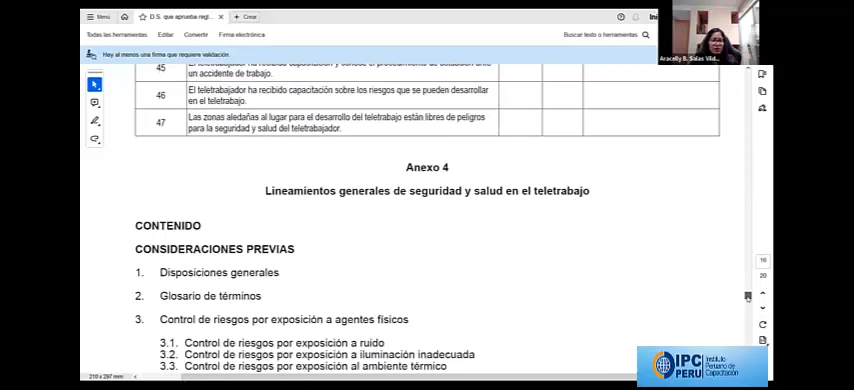 Menú
D.S. que aprueba regl...
Crear
Ini
Todas las herramientas Editar Convertir Firma electrónica
Buscar texto o herramientas
Hay al menos una firma que requiere validación.
Aracelly B. Salas Vild...
45
un accidente de trabajo.
46
El teletrabajador ha recibido capacitación sobre los riesgos que se pueden desarrollar
en el teletrabajo.
47
Las zonas aledañas al lugar para el desarrollo del teletrabajo están libres de peligros
para la seguridad y salud del teletrabajador.
Anexo 4
Lineamientos generales de seguridad y salud en el teletrabajo
CONTENIDO
CONSIDERACIONES PREVIAS
1. Disposiciones generales
2. Glosario de términos
3. Control de riesgos por exposición a agentes físicos
3.1. Control de riesgos por exposición a ruido
3.2. Control de riesgos por exposición a iluminación inadecuada
3.3. Control de riesgos por exposición al ambiente térmico
16
20
210 x 297 mm
IPC
PERU
Instituto
Peruano de
Capacitación